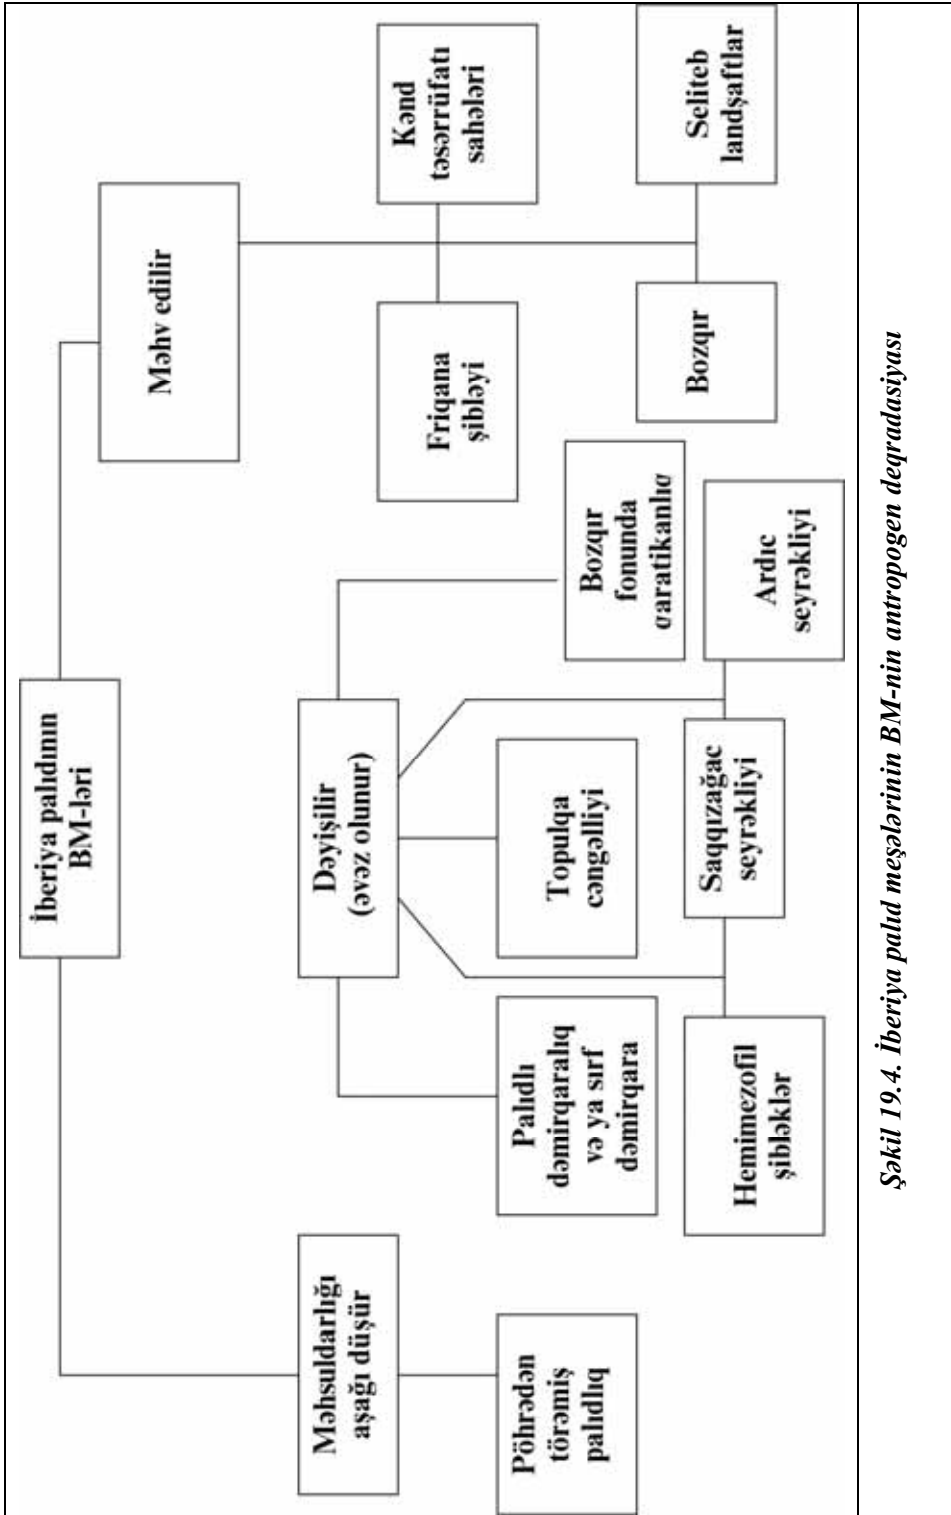 İberiya palıdının
BM-ləri
Məhsuldarlığı
aşağı düşür
Dəyişilir
(əvəz olunur)
Məhv edilir
Pöhrədən
törəmiş
palıdlıq
Palıdlı
dəmirqaralıq
və ya sırf
dəmirqara
Topulqa
cəngəlliyi
Bozqır
fonunda
qaratikanlıq
Friqana
şibləyi
Kənd
təsərrüfatı
sahələri
Hemimezofil
şibləklər
Saqqızağac
seyrəkliyi
Ardıc
seyrəkliyi
Bozqır
Seliteb
landşaftlar
Şəkil 19.4. İberiya palıd meşələrinin BM-nin antropogen deqradasiyası